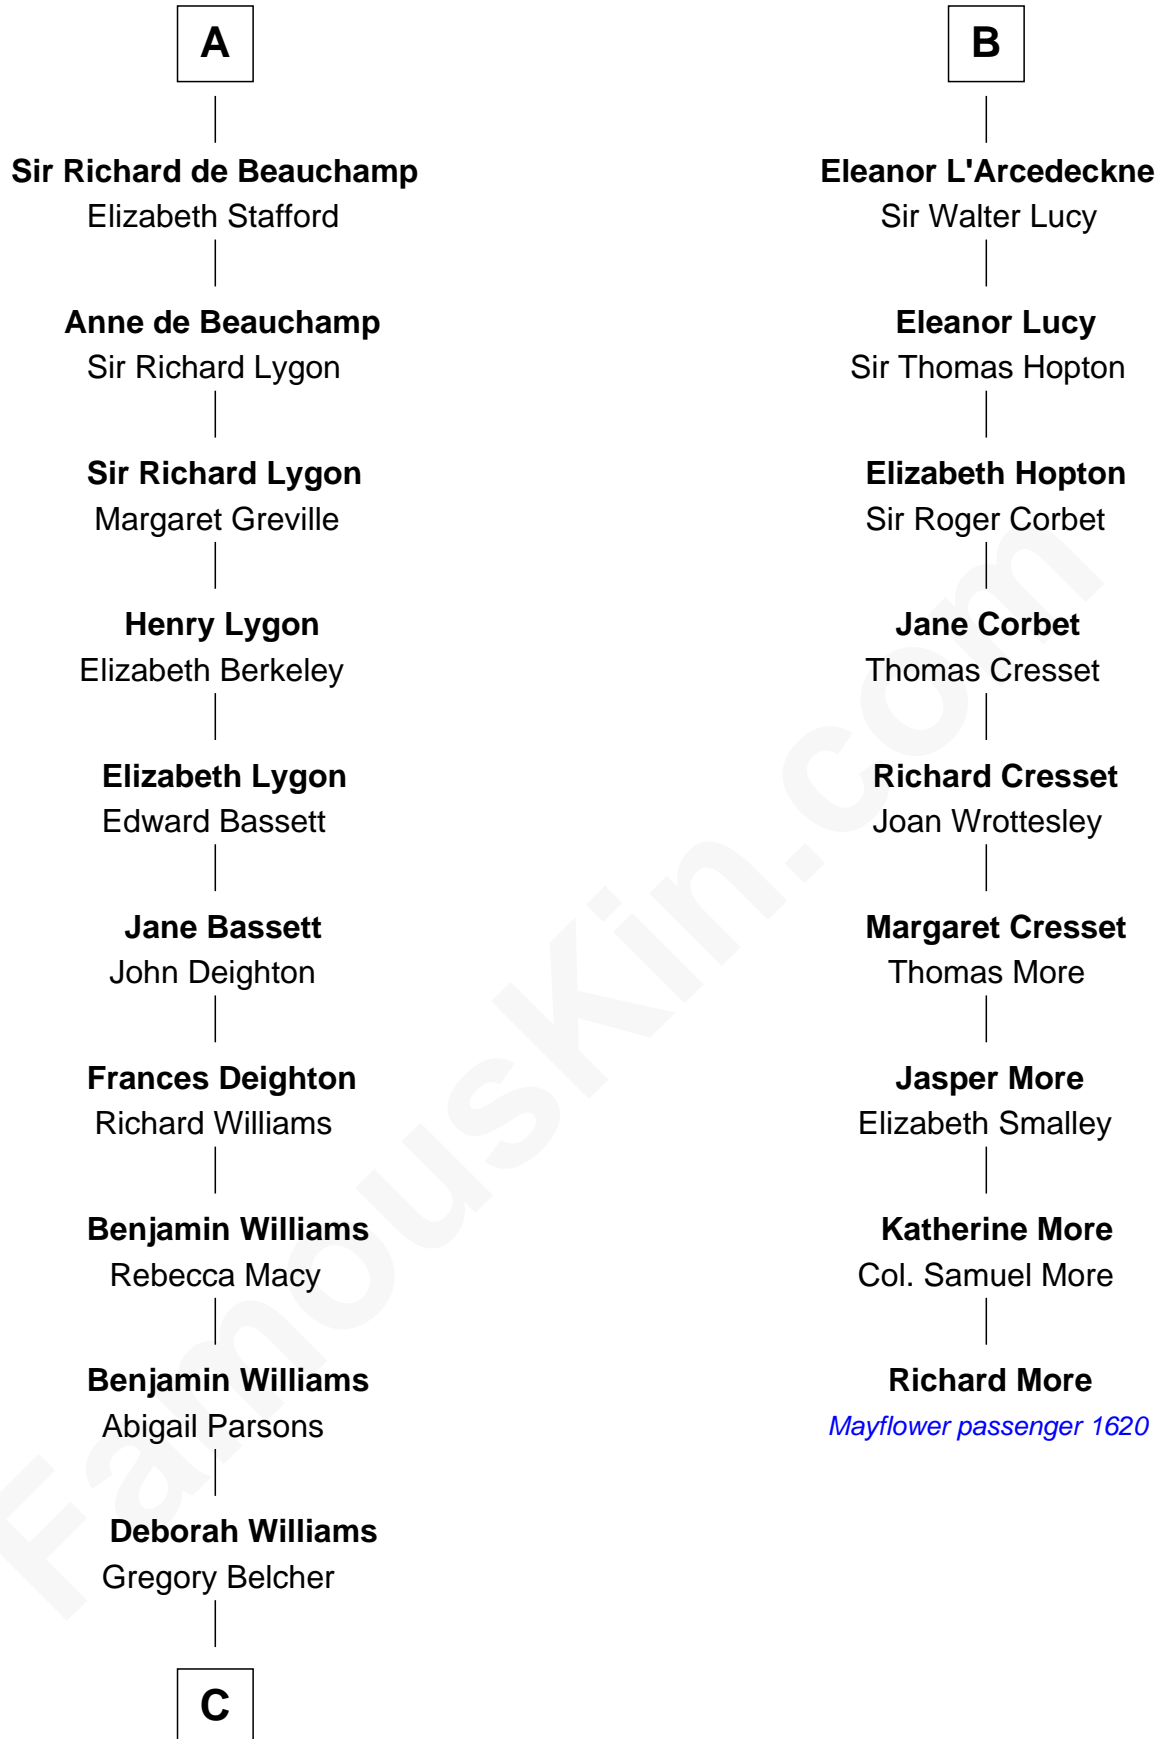 A
Sir Richard de Beauchamp
Elizabeth Stafford
Anne de Beauchamp
Sir Richard Lygon
Sir Richard Lygon
Margaret Greville
Henry Lygon
Elizabeth Berkeley
Elizabeth Lygon
Edward Bassett
Jane Bassett
John Deighton
Frances Deighton
Richard Williams
Benjamin Williams
Rebecca Macy
Benjamin Williams
Abigail Parsons
Deborah Williams
Gregory Belcher
C
B
Eleanor L'Arcedeckne
Sir Walter Lucy
Eleanor Lucy
Sir Thomas Hopton
Elizabeth Hopton
Sir Roger Corbet
Jane Corbet
Thomas Cresset
Richard Cresset
Joan Wrottesley
Margaret Cresset
Thomas More
Jasper More
Elizabeth Smalley
Katherine More
Col. Samuel More
Richard More
Mayflower passenger 1620
FamousKin.com